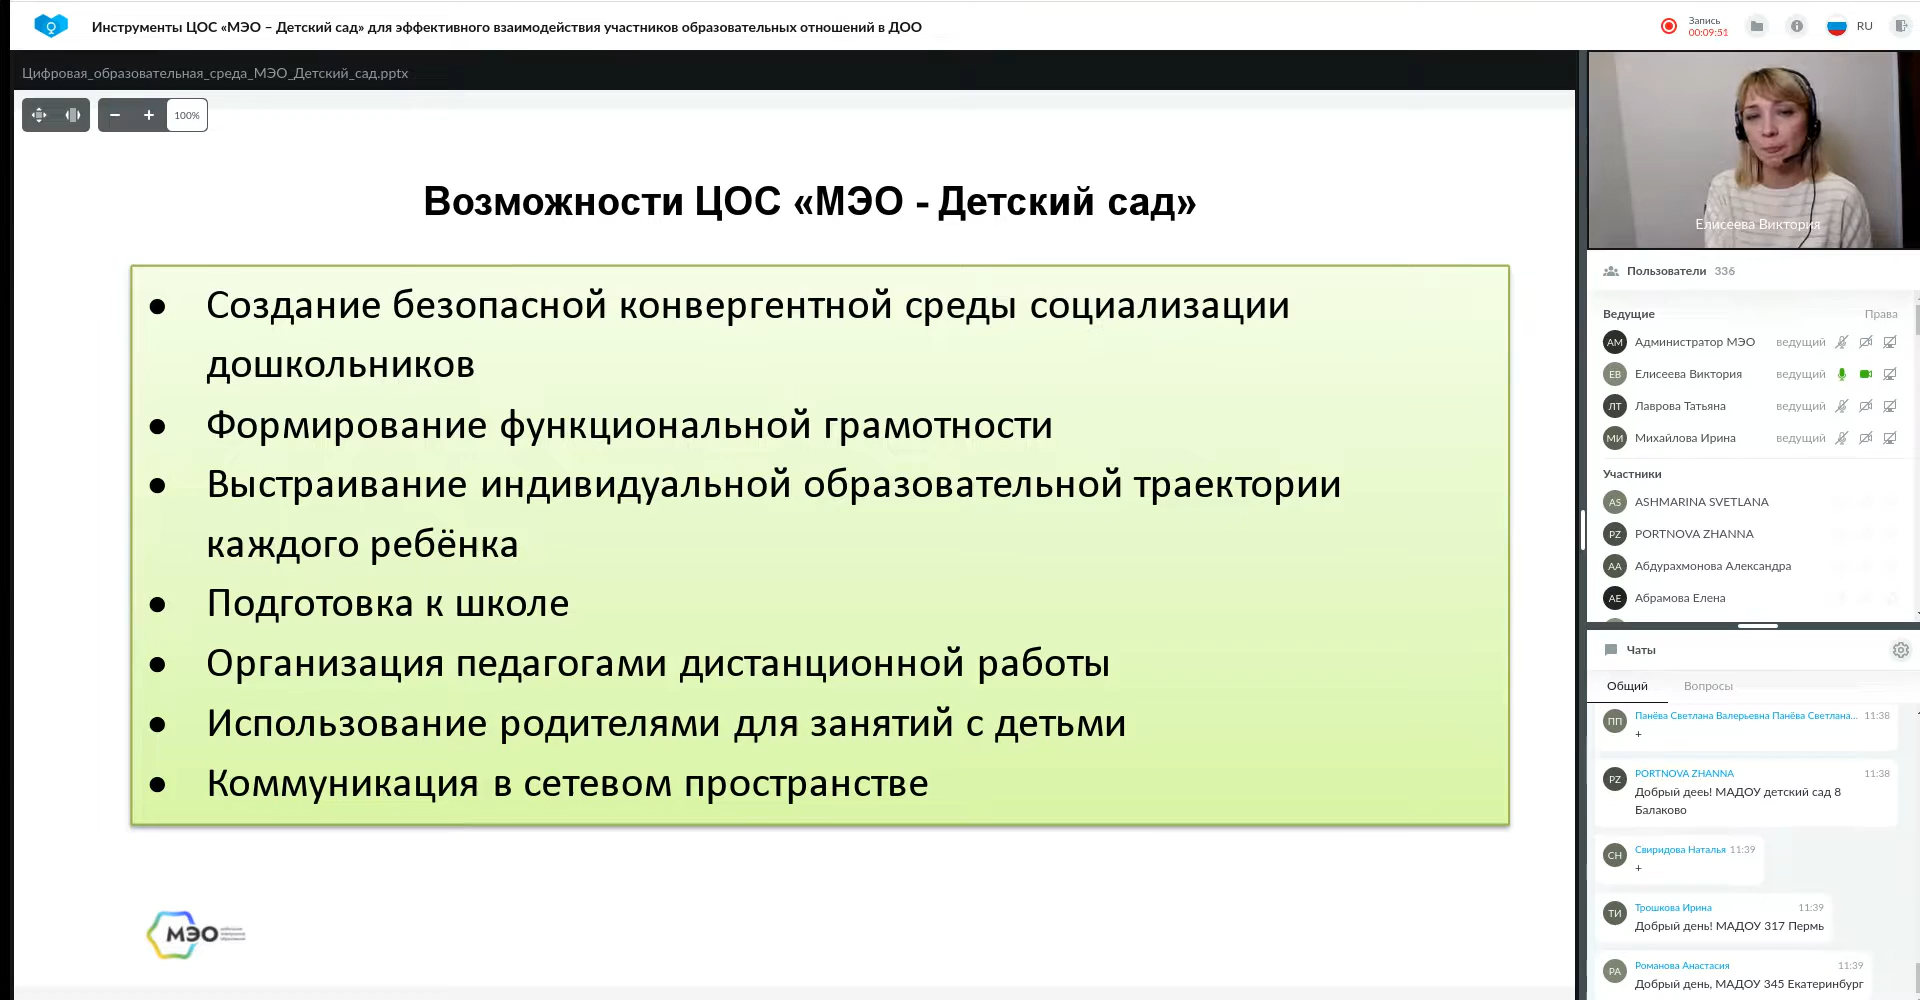 Инструменты ЦОС «МЭО – Детский сад» для эффективного взаимодействия участников образовательных отношений в ДОО
Запись
00:09:51
RU
Цифровая_образовательная_среда_МЭО_Детский_сад.pptx
100%
Возможности ЦОС «МЭО - Детский сад»
● Создание безопасной конвергентной среды социализации
дошкольников
● Формирование функциональной грамотности
● Выстраивание индивидуальной образовательной траектории
каждого ребёнка
● Подготовка к школе
● Организация педагогами дистанционной работы
● Использование родителями для занятий с детьми
● Коммуникация в сетевом пространстве
МЭО
Елисеева Виктория
Пользователи 336
Ведущие Права
АМ Администратор МЭО ведущий
ЕВ Елисеева Виктория ведущий
ЛТ Лаврова Татьяна ведущий
МИ Михайлова Ирина ведущий
Участники
AS ASHMARINA SVETLANA
PZ PORTNOVA ZHANNA
АА Абдурахмонова Александра
АЕ Абрамова Елена
Чаты
Общий Вопросы
ПП Панёва Светлана Валерьевна Панёва Светлана... 11:38
+
PZ PORTNOVA ZHANNA 11:38
Добрый деeь! МАДОУ детский сад 8
Балаково
СН Свиридова Наталья 11:39
+
ТИ Трошкова Ирина 11:39
Добрый день! МАДОУ 317 Пермь
РА Романова Анастасия 11:39
Добрый день, МАДОУ 345 Екатеринбург